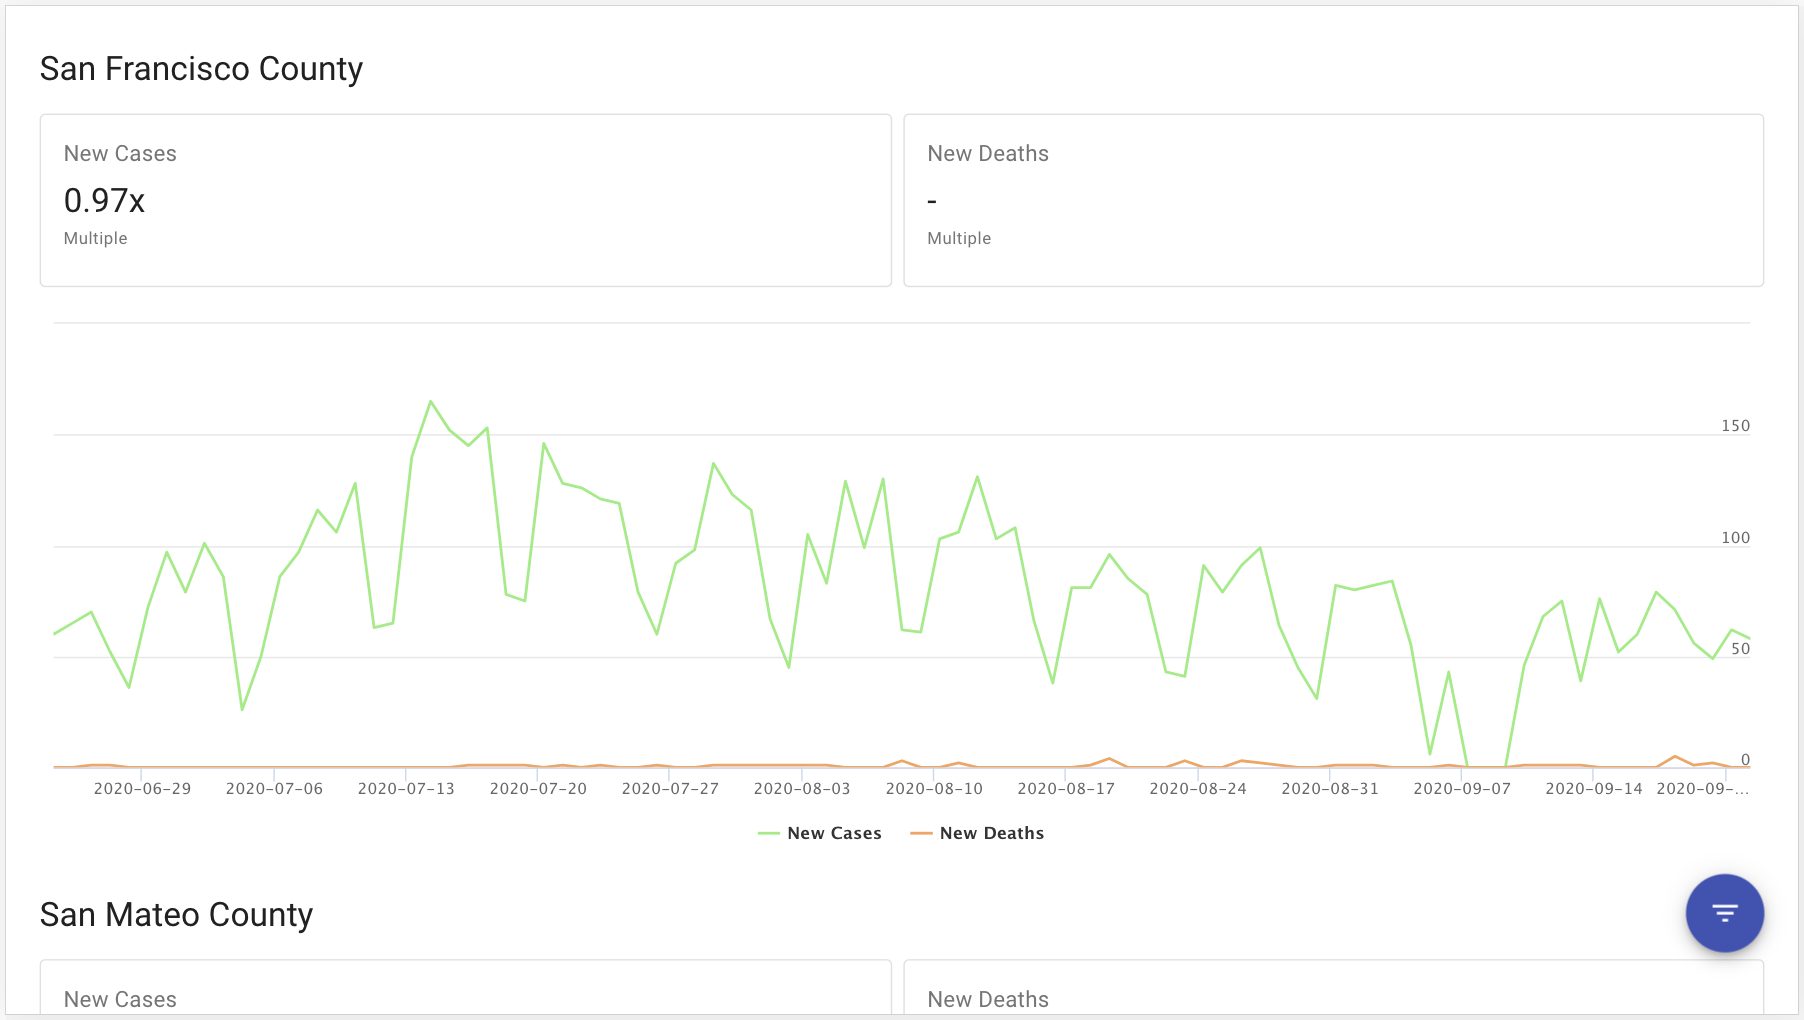 San Francisco County
New Cases
0.97x
Multiple
New Deaths
-
Multiple
150
100
50
0
2020-06-29 2020-07-06 2020-07-13 2020-07-20 2020-07-27 2020-08-03 2020-08-10 2020-08-17 2020-08-24 2020-08-31 2020-09-07 2020-09-14 2020-09-...
New Cases New Deaths
San Mateo County
New Cases
New Deaths